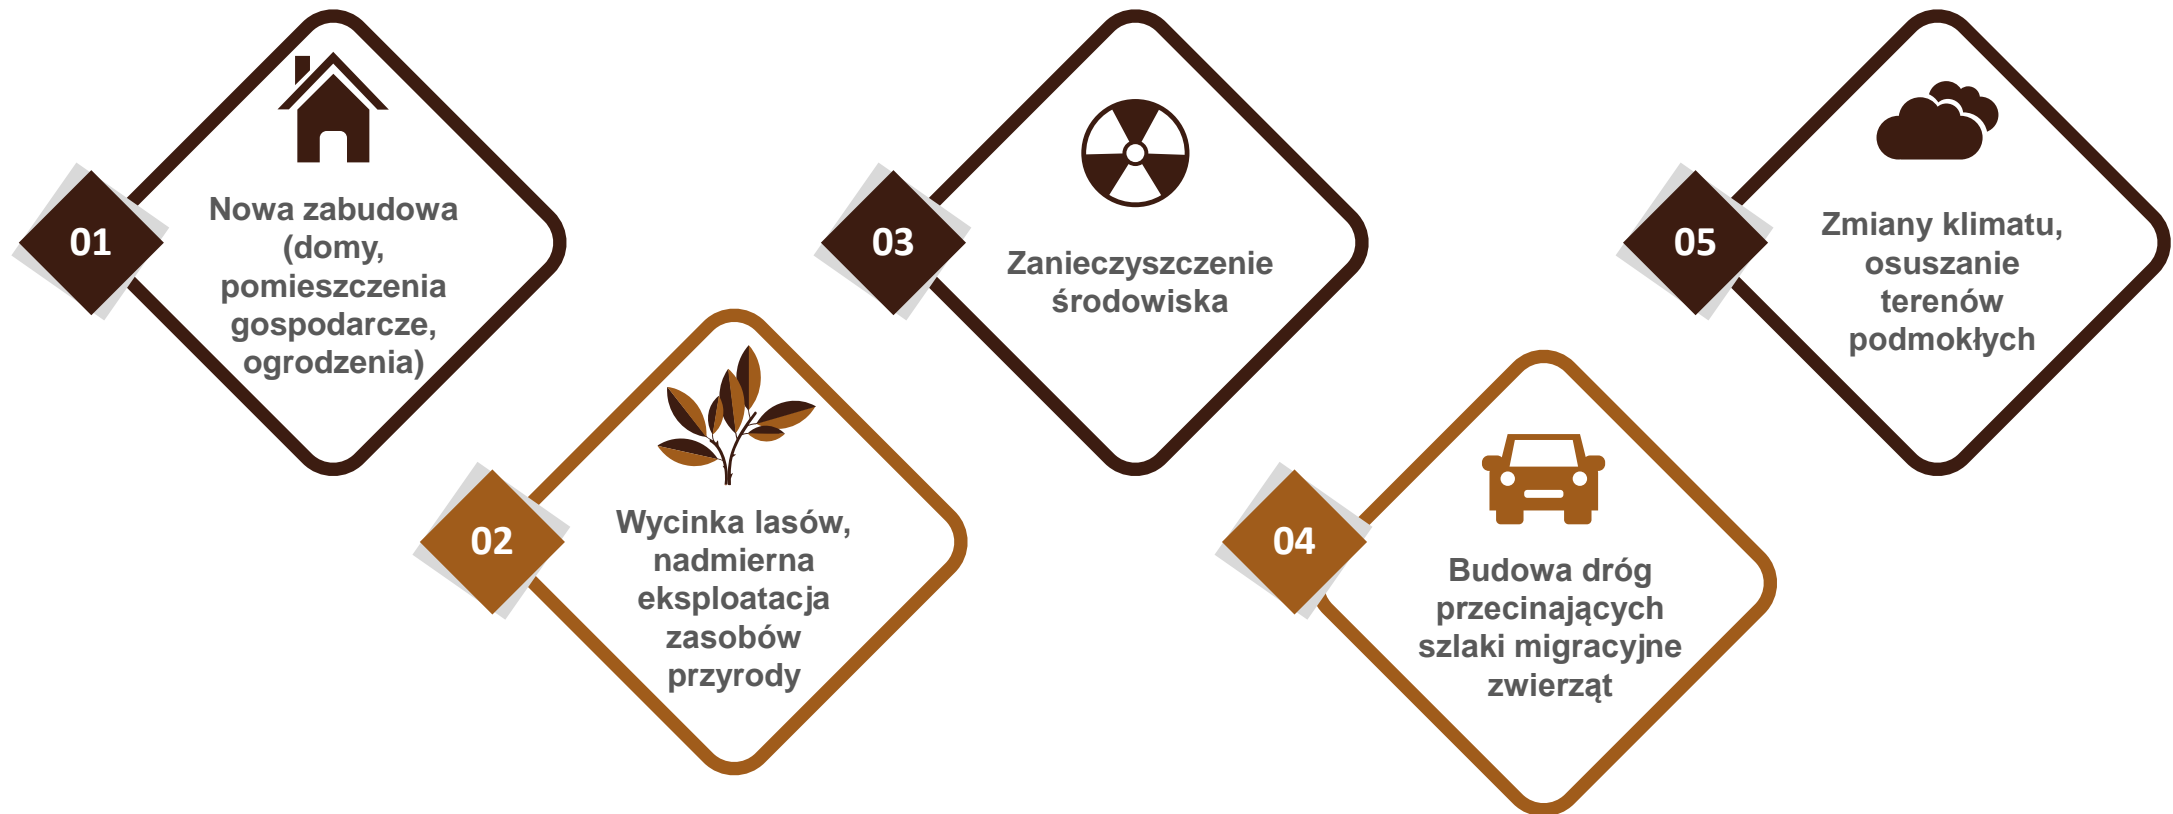 01
Nowa zabudowa
(domy,
pomieszczenia
gospodarcze,
ogrodzenia)
02
Wycinka lasów,
nadmierna
eksploatacja
zasobów
przyrody
03
Zanieczyszczenie
środowiska
04
Budowa dróg
przecinających
szlaki migracyjne
zwierząt
05
Zmiany klimatu,
osuszanie
terenów
podmokłych